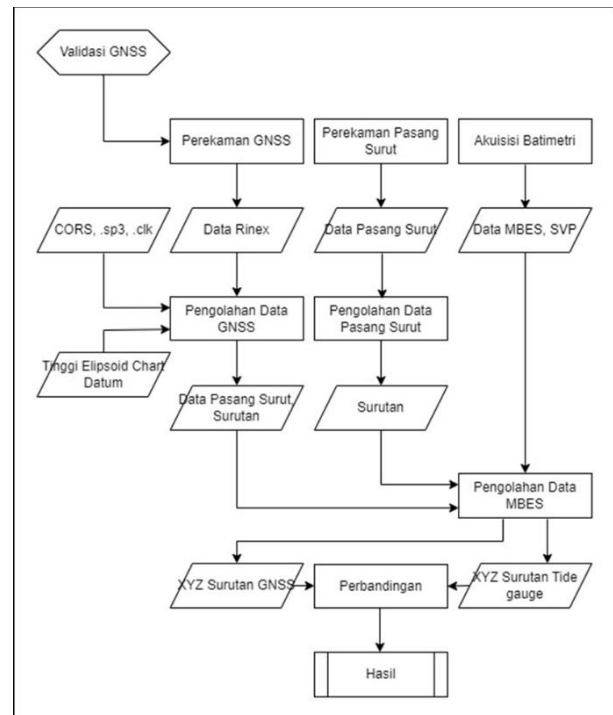 Validasi GNSS
Perekaman GNSS
Perekaman Pasang
Surut
Akuisisi Batimetri
CORS, .sp3, .clk
Data Rinex
Data Pasang Surut
Data MBES, SVP
Pengolahan Data
GNSS
Pengolahan Data
Pasang Surut
Tinggi Elipsoid Chart
Datum
Data Pasang Surut,
Surutan
Surutan
Pengolahan Data
MBES
XYZ Surutan GNSS
Perbandingan
XYZ Surutan Tide
gauge
Hasil